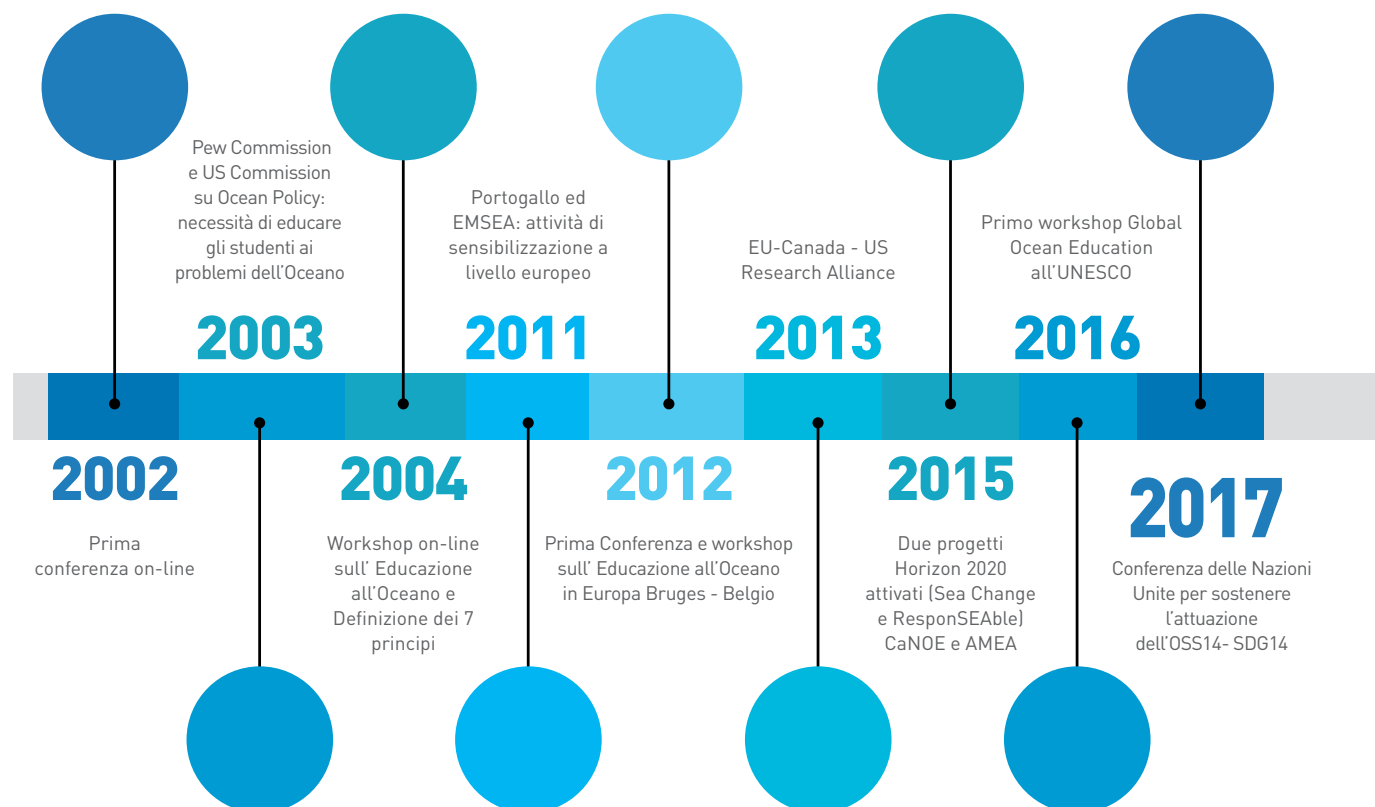 2002
Prima
conferenza on-line
Pew Commission
e US Commission
su Ocean Policy:
necessità di educare
gli studenti ai
problemi dell'Oceano
2003
2004
Workshop on-line
sull' Educazione
all'Oceano e
Definizione dei 7
principi
Portogallo ed
EMSEA: attività di
sensibilizzazione a
livello europeo
2011
2012
Prima Conferenza e workshop
sull' Educazione all'Oceano
in Europa Bruges - Belgio
EU-Canada - US
Research Alliance
2013
2015
Due progetti
Horizon 2020
attivati (Sea Change
e ResponSEAble)
CaNOE e AMEA
Primo workshop Global
Ocean Education
all'UNESCO
2016
2017
Conferenza delle Nazioni
Unite per sostenere
l'attuazione
dell'OSS14- SDG14